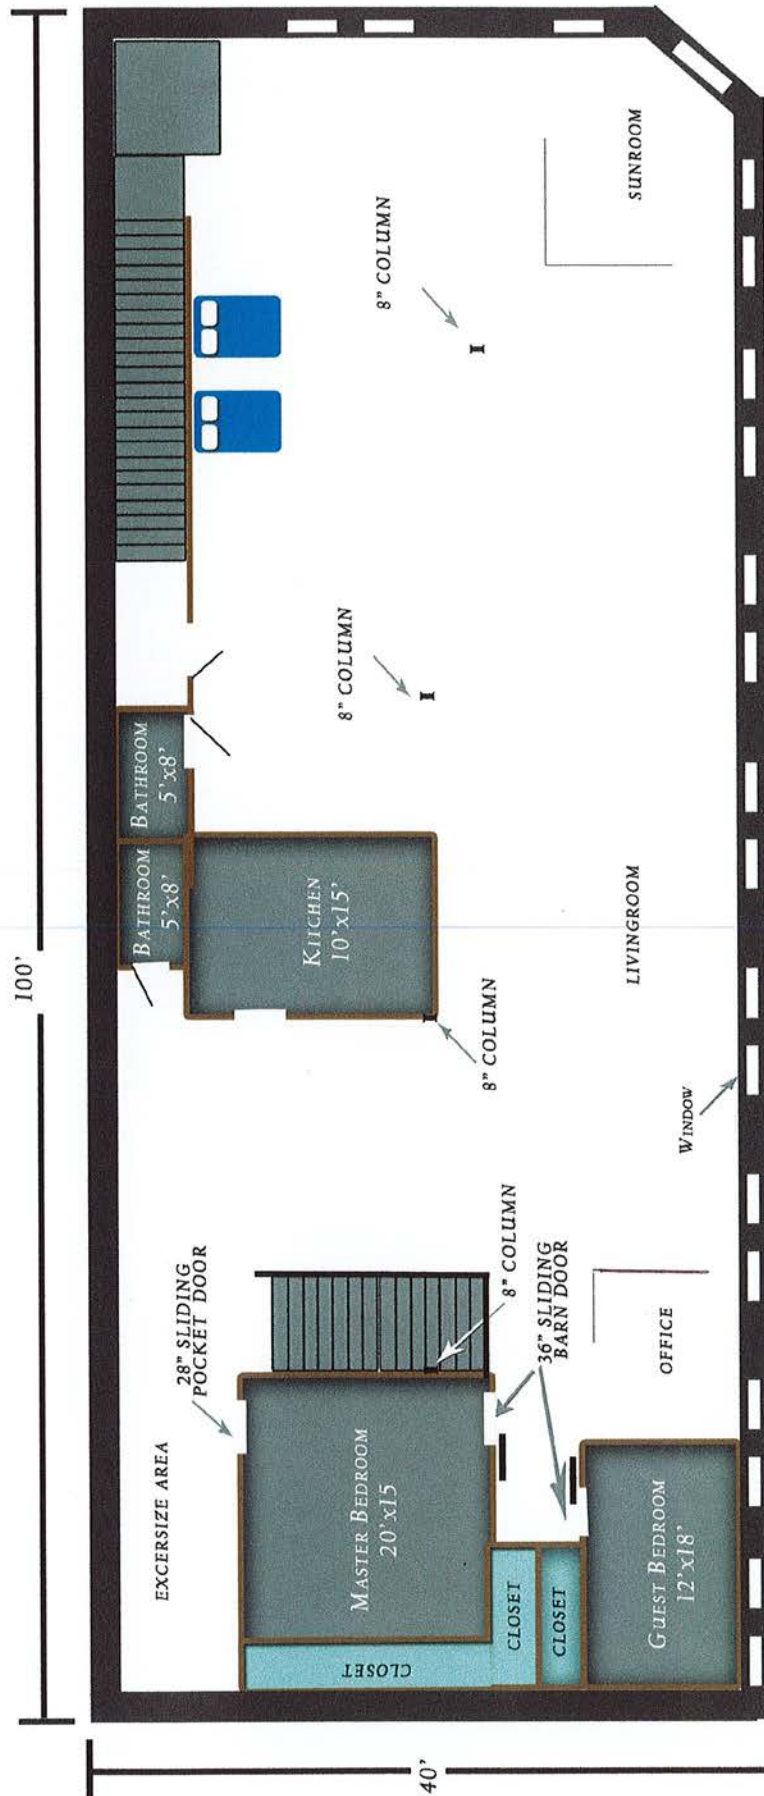 100'
40'
BATHROOM
5'x8'
BATHROOM
5'x8'
KITCHEN
10'x15'
8" COLUMN
8" COLUMN
8" COLUMN
8" COLUMN
SUNROOM
LIVINGROOM
WINDOW
28" SLIDING
POCKET DOOR
36" SLIDING
BARN DOOR
EXCERSIZE AREA
MASTER BEDROOM
20'x15
OFFICE
CLOSET
CLOSET
CLOSET
GUEST BEDROOM
12'x18'